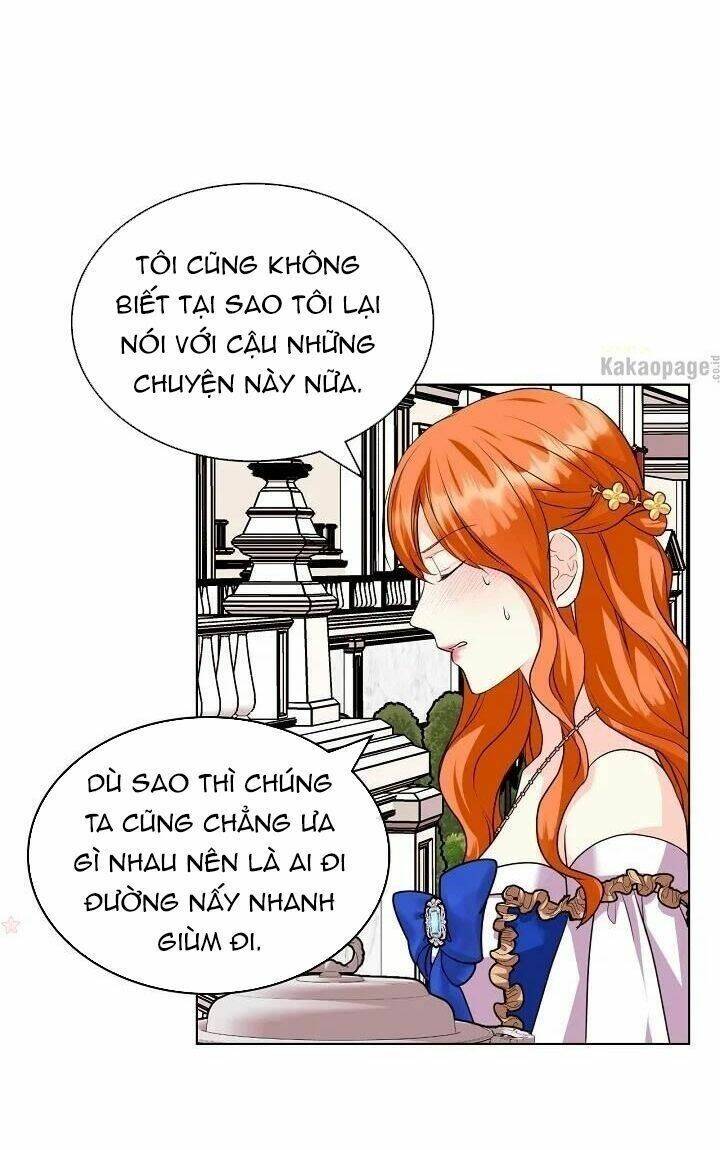 TÔI CŨNG KHÔNG
BIẾT TẠI SAO TÔI LẠI
NÓI VỚI CẬU NHỮNG
CHUYỆN NÀY NỮA.
Kakaopage
DÙ SAO THÌ CHÚNG
TA CŨNG CHẲNG ƯA
GÌ NHAU NÊN LÀ AI ĐI
ĐƯỜNG NẤY NHANH
GIÙM ĐI.